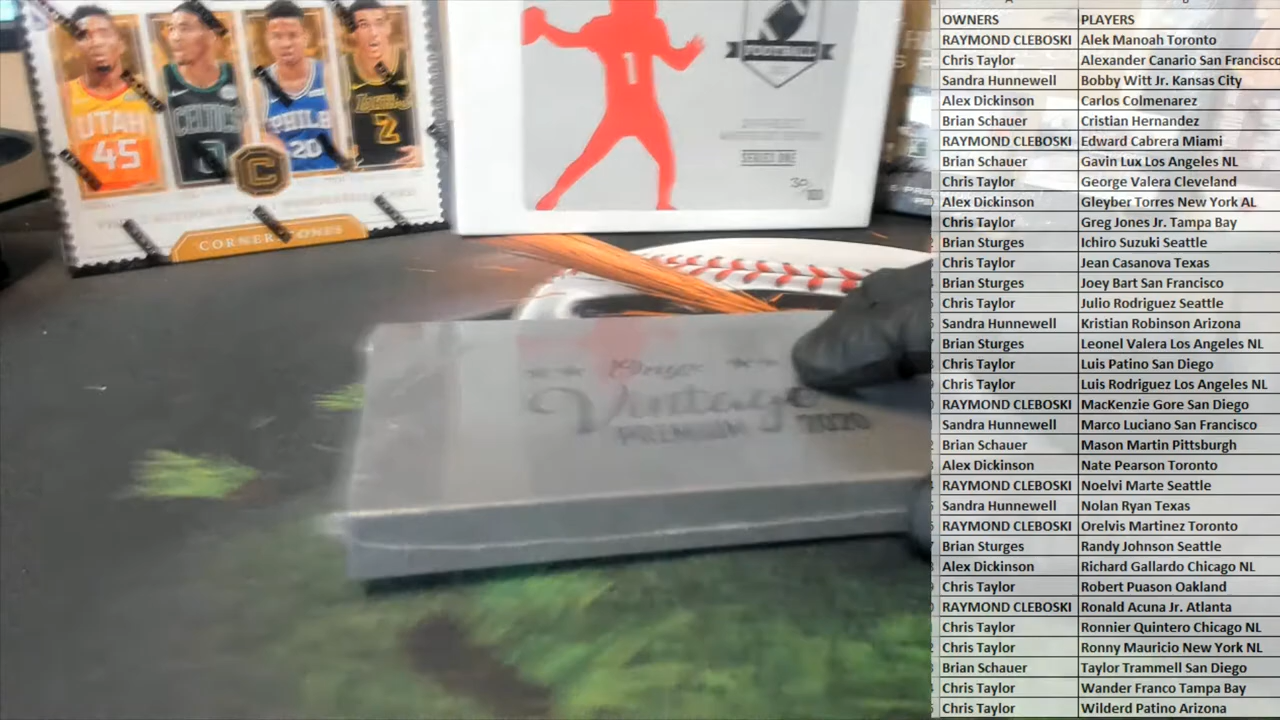 UTAH
45
CELTICS
PHILA
20
2
C
CORNERSTONES
1
FOOTBALL
SERIES ONE
Vintage
PREMIUM 2020
OWNERS PLAYERS
RAYMOND CLEBOSKI Alek Manoah Toronto
Chris Taylor Alexander Canario San Francisco
Sandra Hunnewell Bobby Witt Jr. Kansas City
Alex Dickinson Carlos Colmenarez
Brian Schauer Cristian Hernandez
RAYMOND CLEBOSKI Edward Cabrera Miami
Brian Schauer Gavin Lux Los Angeles NL
Chris Taylor George Valera Cleveland
Alex Dickinson Gleyber Torres New York AL
Chris Taylor Greg Jones Jr. Tampa Bay
Brian Sturges Ichiro Suzuki Seattle
Chris Taylor Jean Casanova Texas
Brian Sturges Joey Bart San Francisco
Chris Taylor Julio Rodriguez Seattle
Sandra Hunnewell Kristian Robinson Arizona
Brian Sturges Leonel Valera Los Angeles NL
Chris Taylor Luis Patino San Diego
Chris Taylor Luis Rodriguez Los Angeles NL
RAYMOND CLEBOSKI MacKenzie Gore San Diego
Sandra Hunnewell Marco Luciano San Francisco
Brian Schauer Mason Martin Pittsburgh
Alex Dickinson Nate Pearson Toronto
RAYMOND CLEBOSKI Noelvi Marte Seattle
Sandra Hunnewell Nolan Ryan Texas
RAYMOND CLEBOSKI Orelvis Martinez Toronto
Brian Sturges Randy Johnson Seattle
Alex Dickinson Richard Gallardo Chicago NL
Chris Taylor Robert Puason Oakland
RAYMOND CLEBOSKI Ronald Acuna Jr. Atlanta
Chris Taylor Ronnier Quintero Chicago NL
Chris Taylor Ronny Mauricio New York NL
Brian Schauer Taylor Trammell San Diego
Chris Taylor Wander Franco Tampa Bay
Chris Taylor Wilderd Patino Arizona